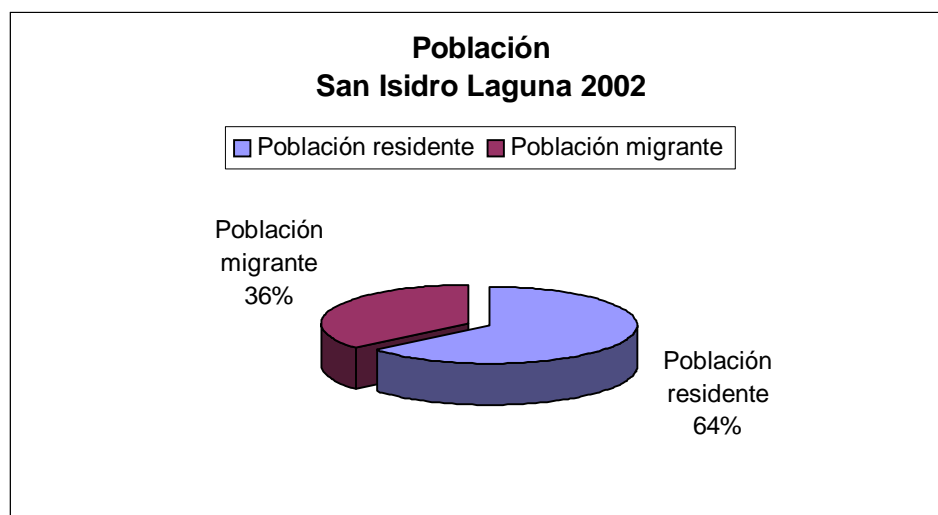 Población
San Isidro Laguna 2002
Población residente Población migrante
Población
migrante
36%
Población
residente
64%